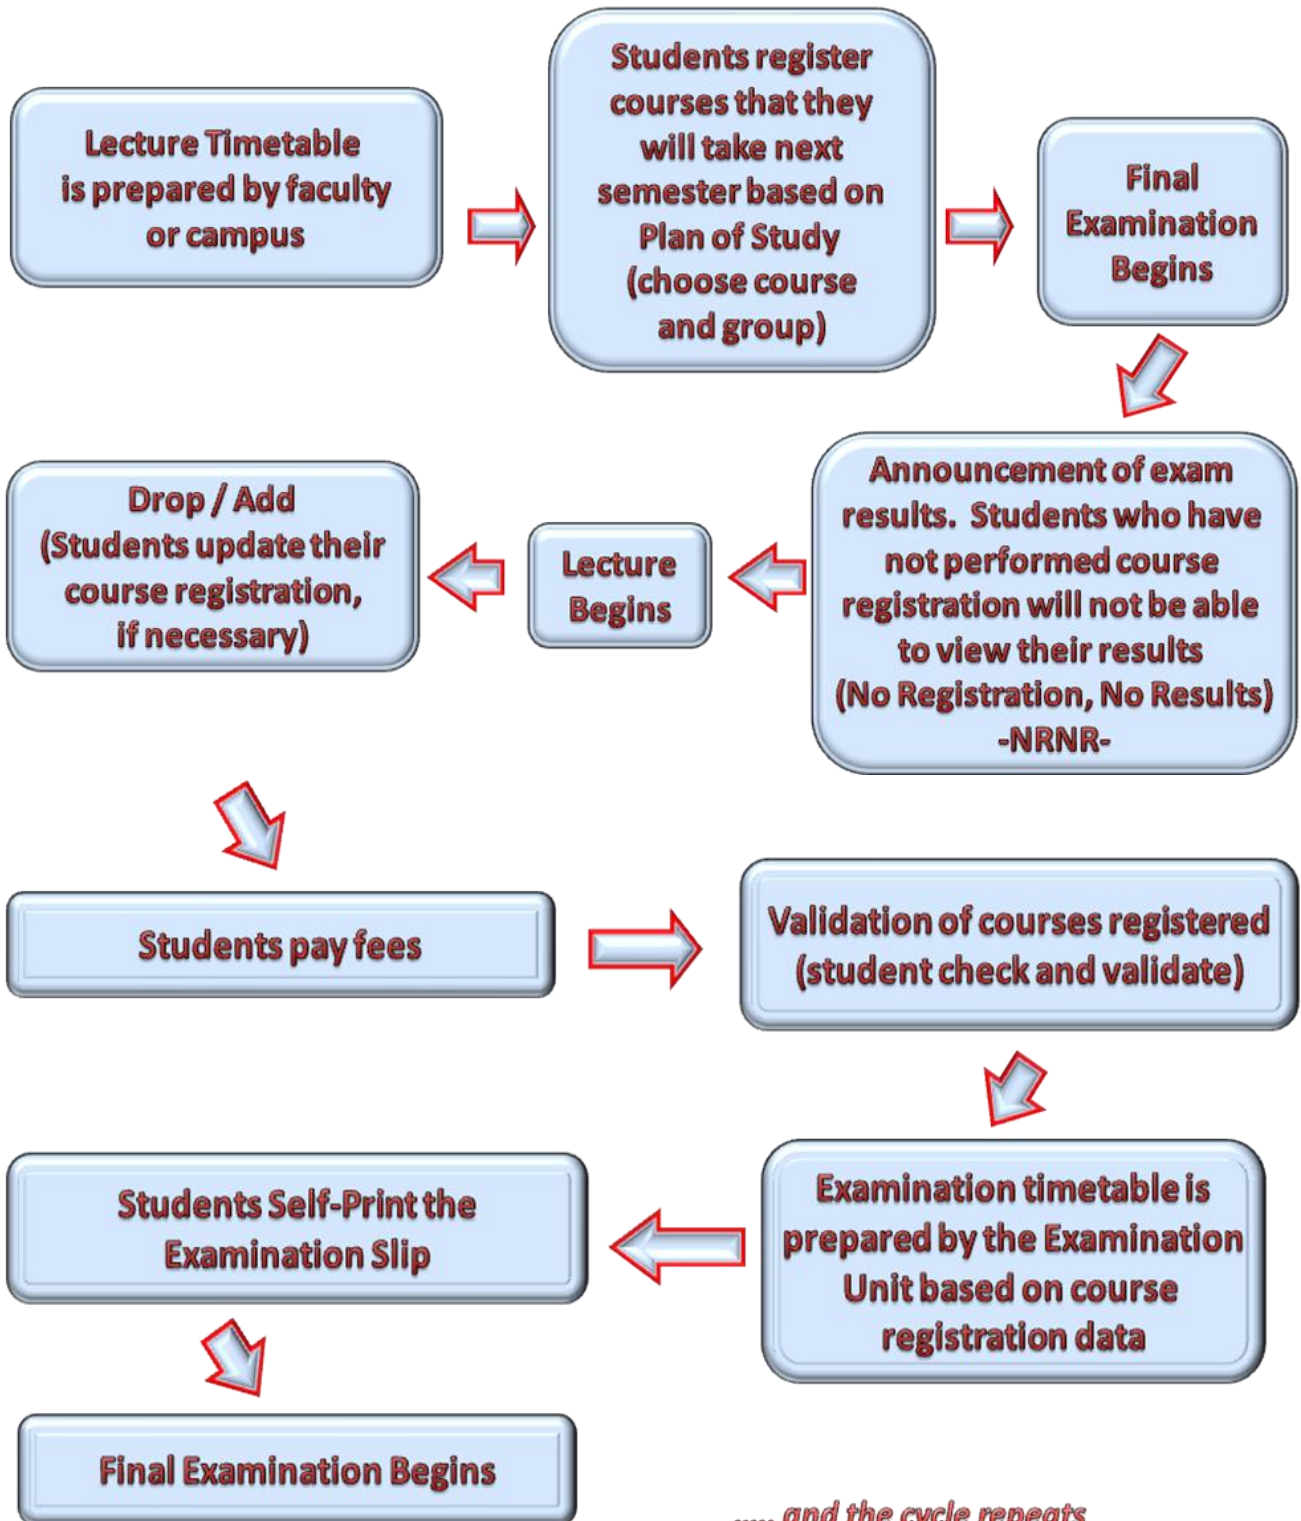 Lecture Timetable
is prepared by faculty
or campus
Students register
courses that they
will take next
semester based on
Plan of Study
(choose course
and group)
Final
Examination
Begins
Announcement of exam
results. Students who have
not performed course
registration will not be able
to view their results
(No Registration, No Results)
-NRNR-
Lecture
Begins
Drop / Add
(Students update their
course registration,
if necessary)
Students pay fees
Validation of courses registered
(student check and validate)
Examination timetable is
prepared by the Examination
Unit based on course
registration data
Students Self-Print the
Examination Slip
Final Examination Begins
..... and the cycle repeats